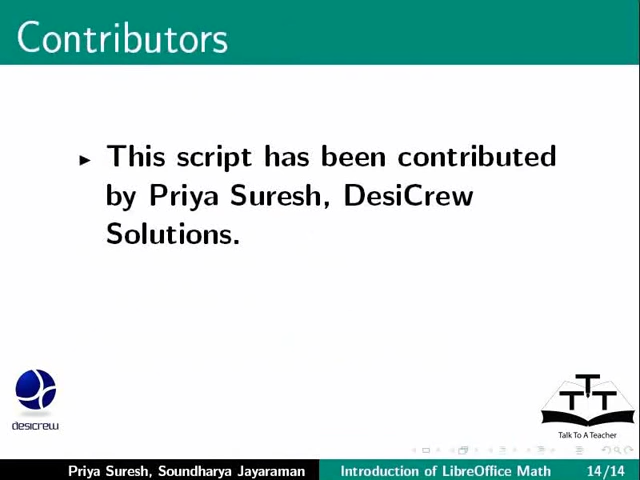 Contributors
This script has been contributed
by Priya Suresh, DesiCrew
Solutions.
desicrew
TTT
Talk To A Teacher
Priya Suresh, Soundharya Jayaraman Introduction of LibreOffice Math 14/14